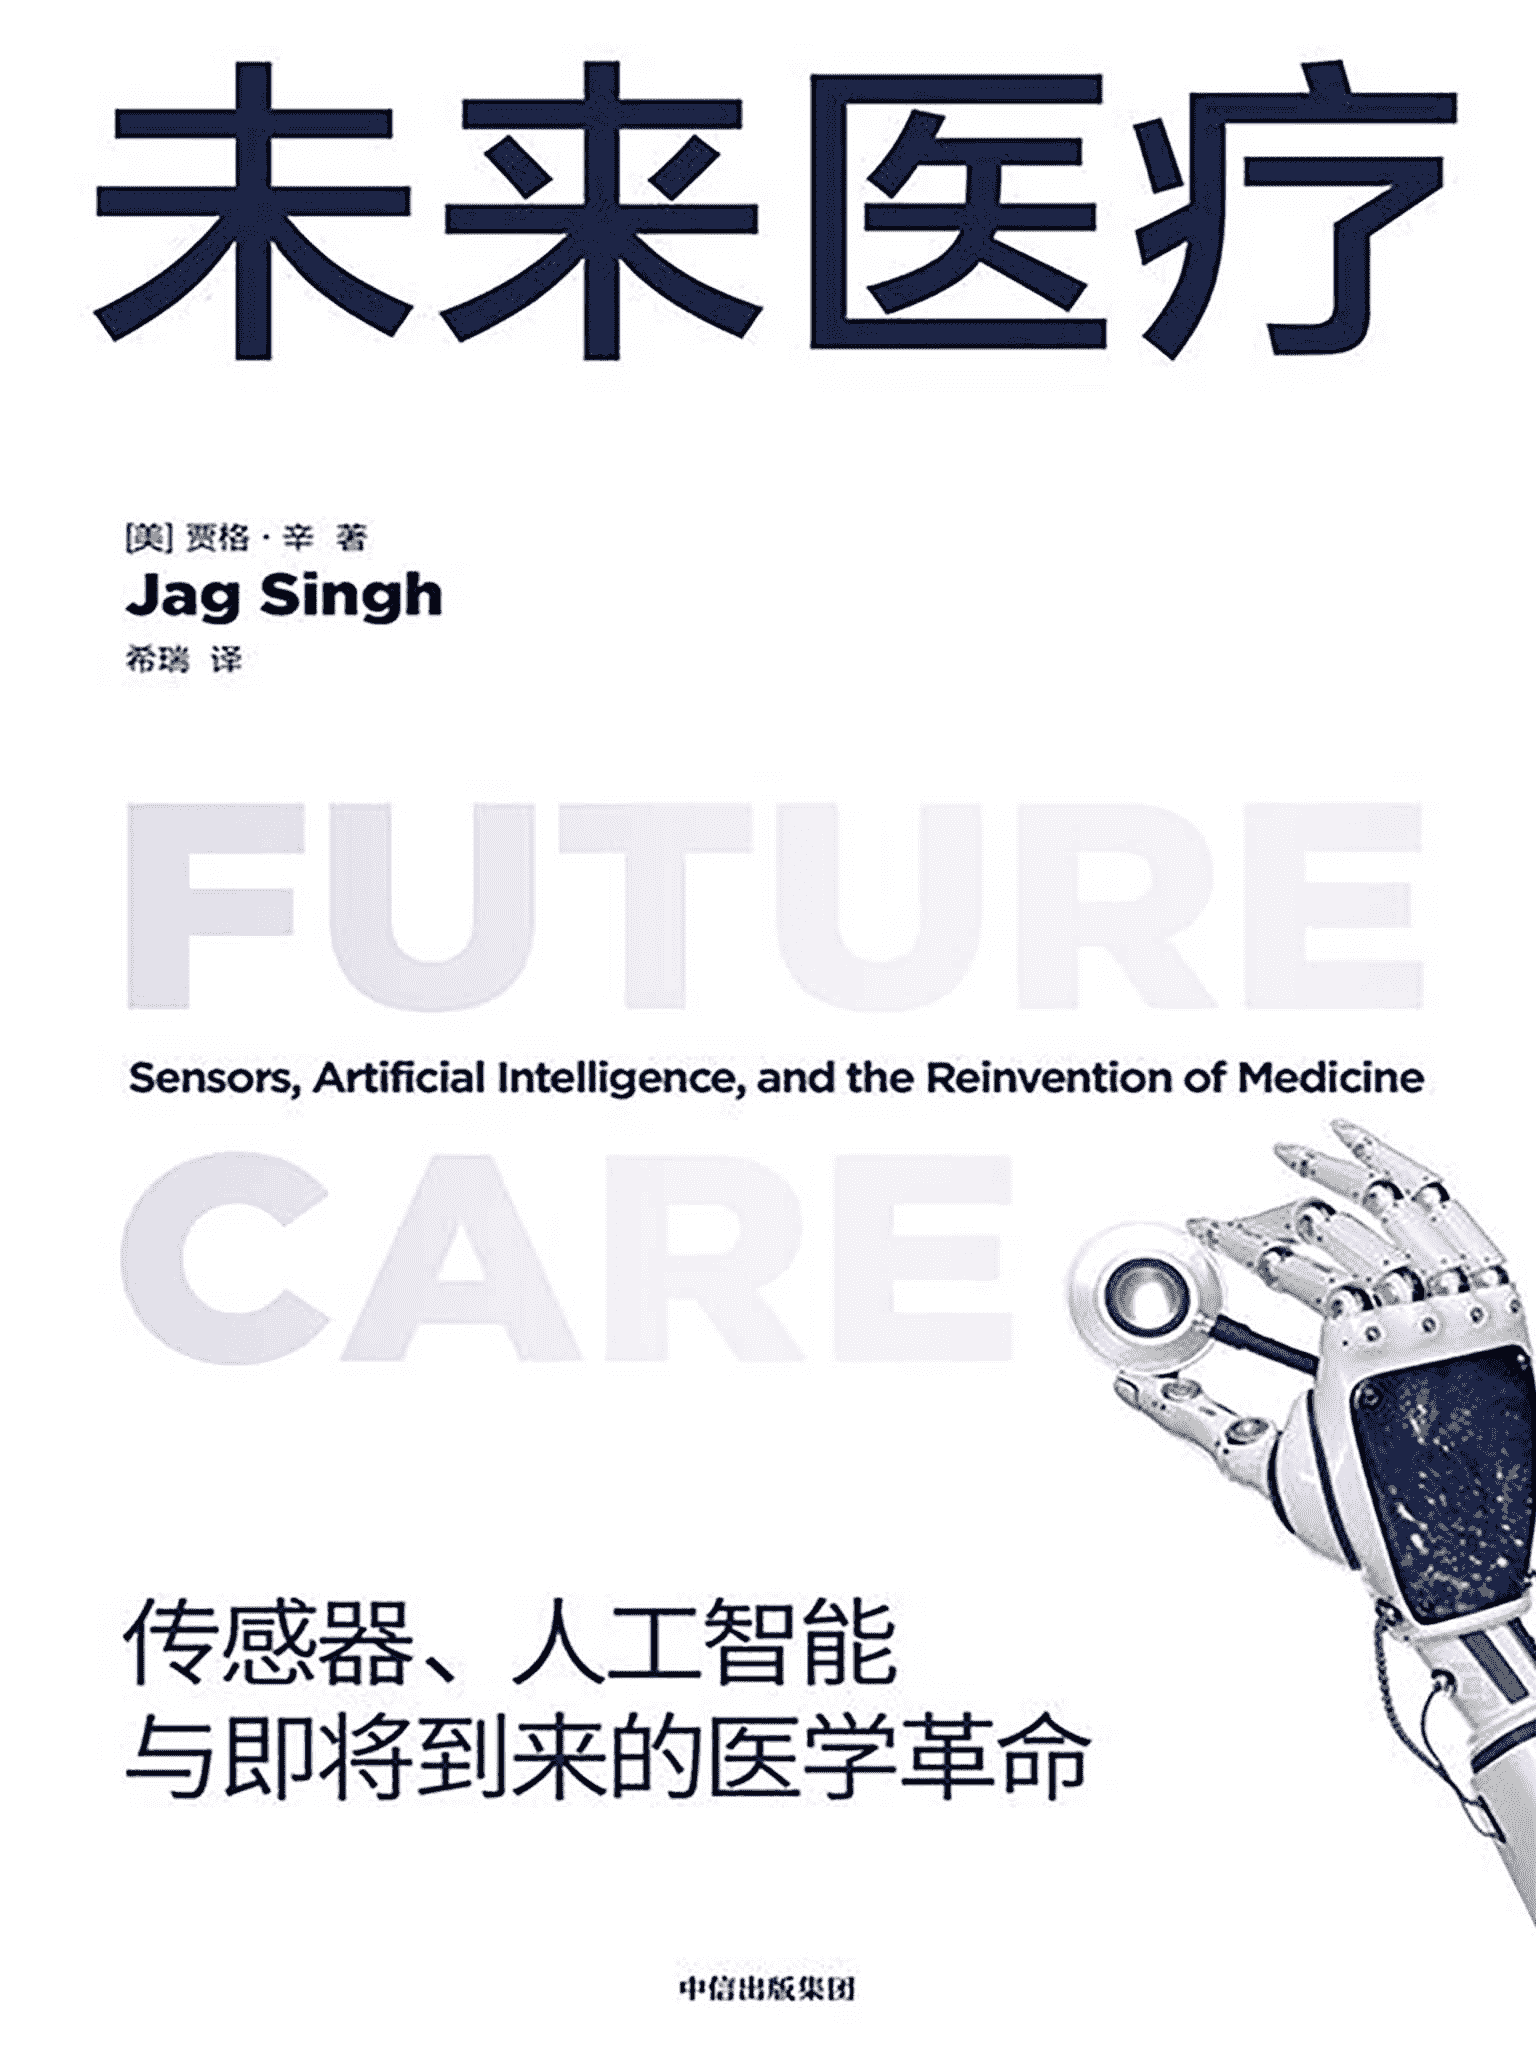 未来医疗
[美] 贾格·辛 著
Jag Singh
希瑞 译
FUTURE
Sensors, Artificial Intelligence, and the Reinvention of Medicine
CARE
传感器、人工智能
与即将到来的医学革命
中信出版集团